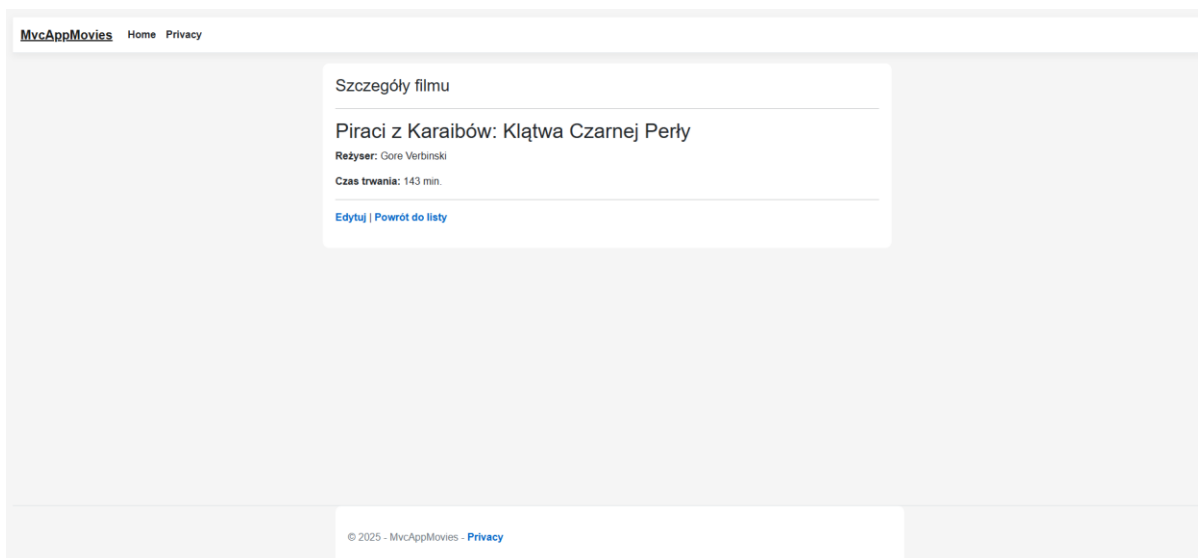 MvcAppMovies Home Privacy
Szczegóły filmu
Piraci z Karaibów: Klątwa Czarnej Perły
Reżyser: Gore Verbinski
Czas trwania: 143 min.
Edytuj | Powrót do listy
© 2025 - MvcAppMovies - Privacy